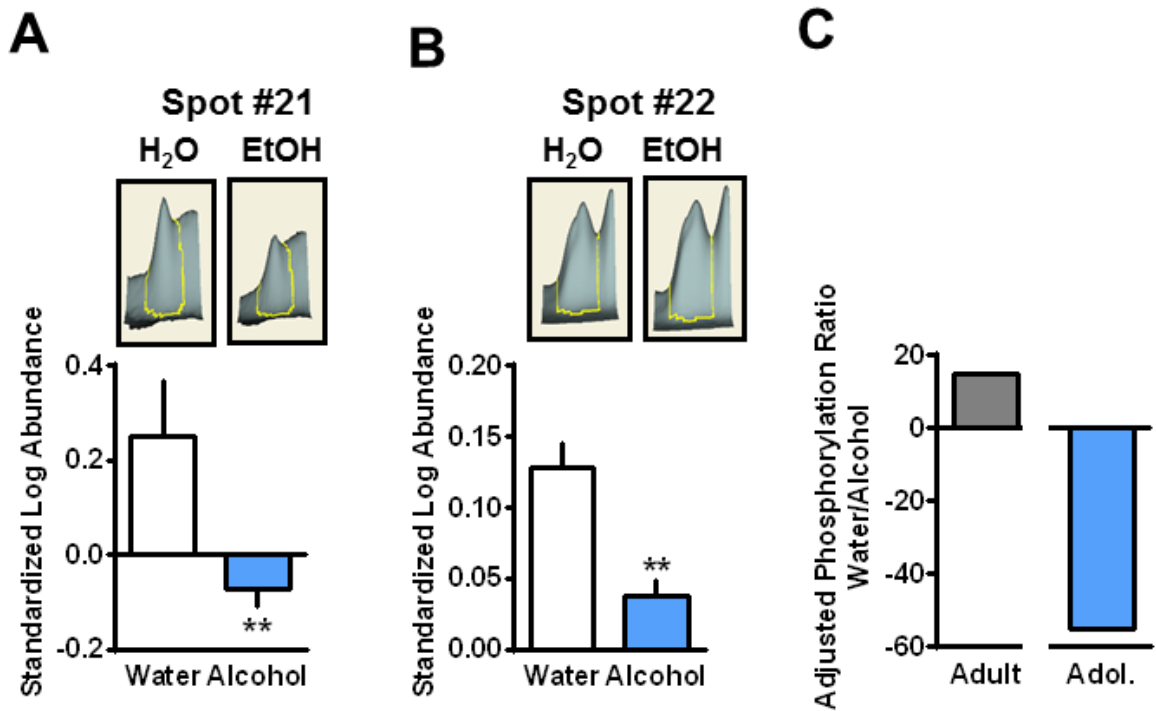 A
Spot #21
H₂O EtOH
Standardized Log Abundance
0.4
0.2
0.0
-0.2
**
Water Alcohol
B
Spot #22
H₂O EtOH
Standardized Log Abundance
0.20
0.15
0.10
0.05
0.00
**
Water Alcohol
C
Adjusted Phosphorylation Ratio
Water/Alcohol
20
0
-20
-40
-60
Adult Adol.